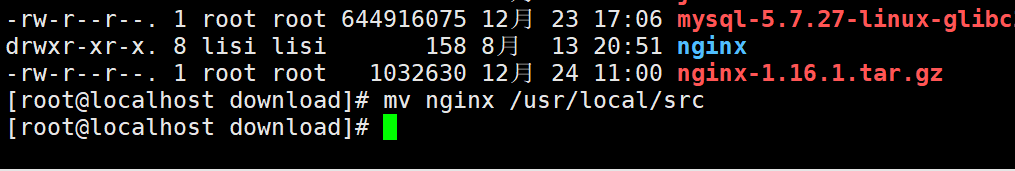 -rw-r--r--. 1 root root 644916075 12月 23 17:06 mysql-5.7.27-linux-glibc
drwxr-xr-x. 8 lisi lisi       158 8月  13 20:51 nginx
-rw-r--r--. 1 root root   1032630 12月 24 11:00 nginx-1.16.1.tar.gz
[root@localhost download]# mv nginx /usr/local/src
[root@localhost download]#